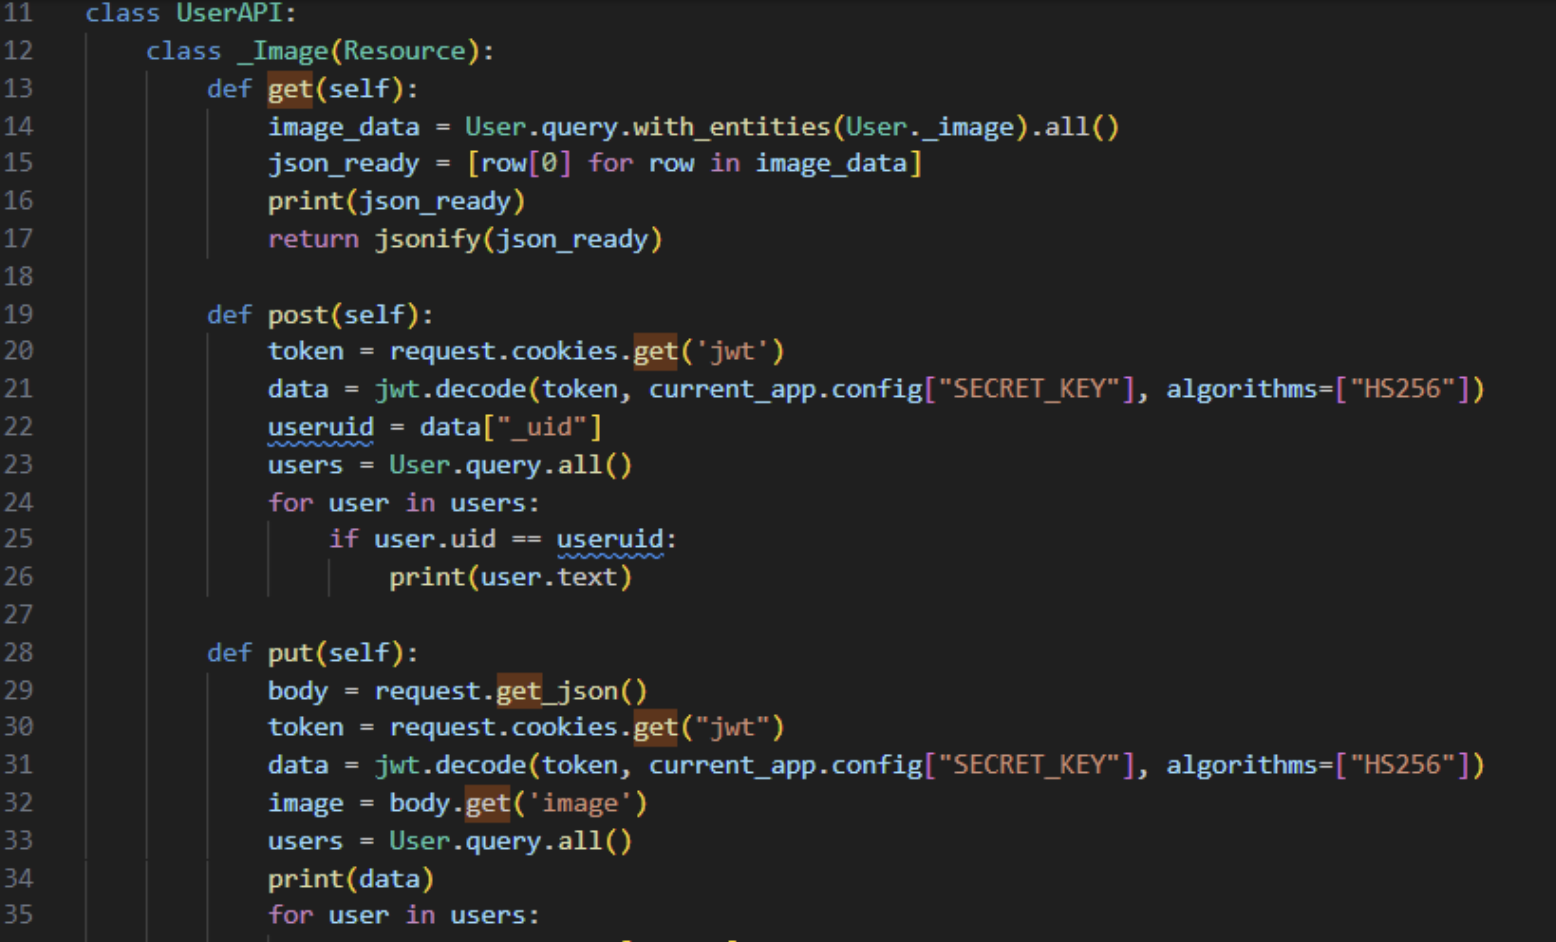 11 class UserAPI:
12     class _Image(Resource):
13         def get(self):
14             image_data = User.query.with_entities(User._image).all()
15             json_ready = [row[0] for row in image_data]
16             print(json_ready)
17             return jsonify(json_ready)
18
19         def post(self):
20             token = request.cookies.get('jwt')
21             data = jwt.decode(token, current_app.config["SECRET_KEY"], algorithms=["HS256"])
22             useruid = data["_uid"]
23             users = User.query.all()
24             for user in users:
25                 if user.uid == useruid:
26                     print(user.text)
27
28         def put(self):
29             body = request.get_json()
30             token = request.cookies.get("jwt")
31             data = jwt.decode(token, current_app.config["SECRET_KEY"], algorithms=["HS256"])
32             image = body.get('image')
33             users = User.query.all()
34             print(data)
35             for user in users: